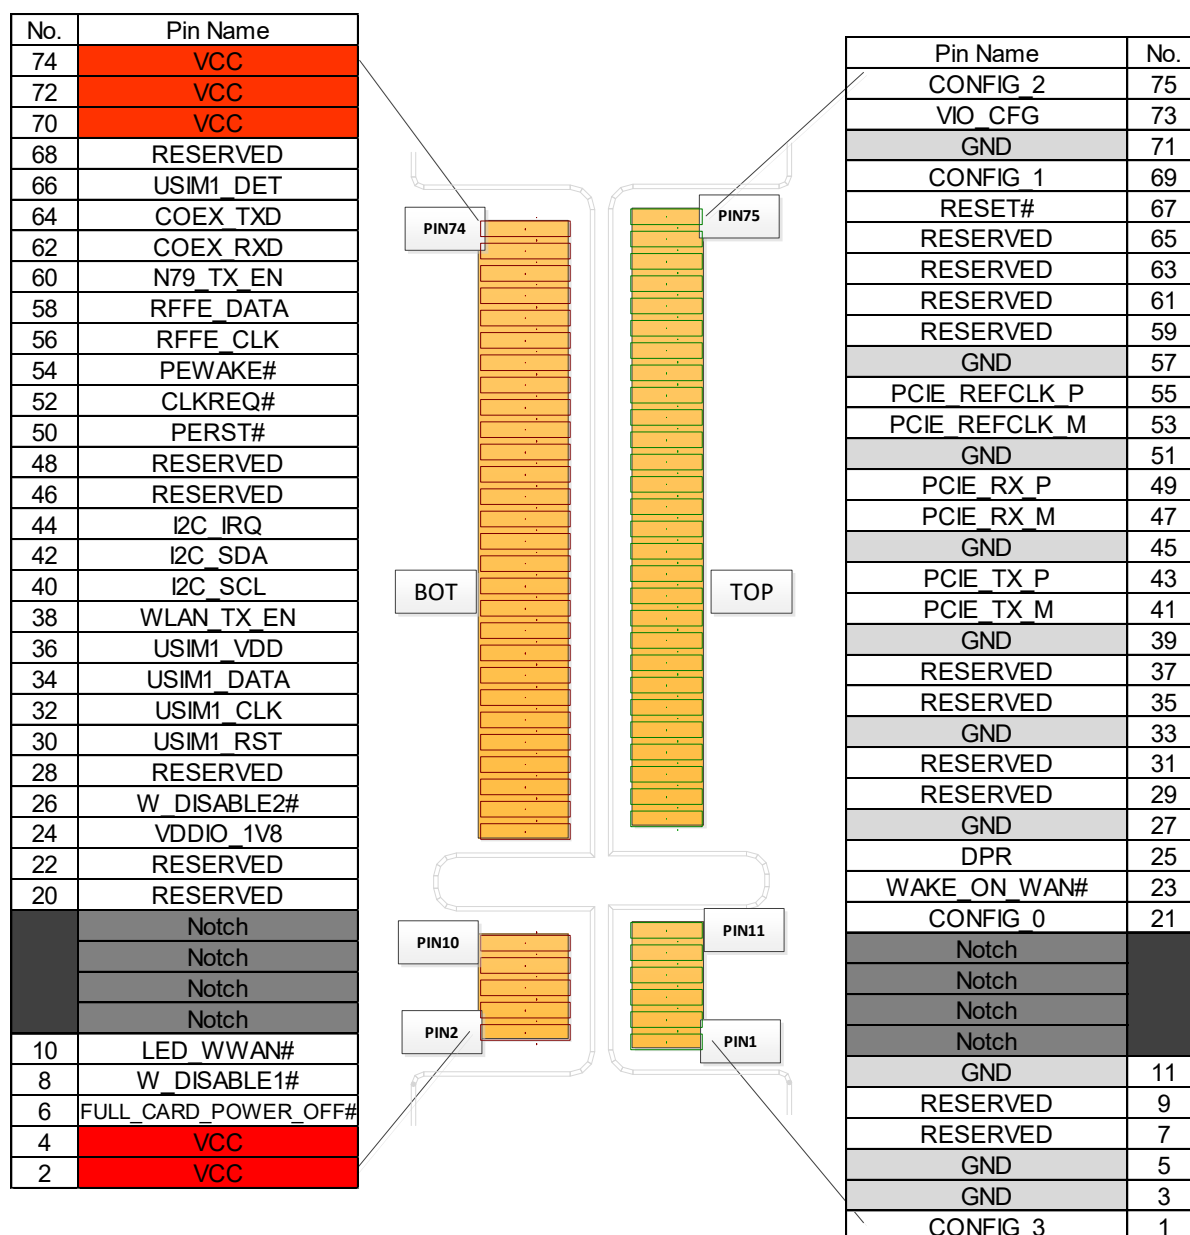 No. Pin Name
74 VCC
72 VCC
70 VCC
68 RESERVED
66 USIM1_DET
64 COEX_TXD
62 COEX_RXD
60 N79_TX_EN
58 RFFE_DATA
56 RFFE_CLK
54 PEWAKE#
52 CLKREQ#
50 PERST#
48 RESERVED
46 RESERVED
44 I2C_IRQ
42 I2C_SDA
40 I2C_SCL
38 WLAN_TX_EN
36 USIM1_VDD
34 USIM1_DATA
32 USIM1_CLK
30 USIM1_RST
28 RESERVED
26 W_DISABLE2#
24 VDDIO_1V8
22 RESERVED
20 RESERVED
Notch
Notch
Notch
Notch
10 LED_WWAN#
8 W_DISABLE1#
6 FULL_CARD_POWER_OFF#
4 VCC
2 VCC
PIN74
PIN75
BOT
TOP
PIN10
PIN11
PIN2
PIN1
Pin Name No.
CONFIG_2 75
VIO_CFG 73
GND 71
CONFIG_1 69
RESET# 67
RESERVED 65
RESERVED 63
RESERVED 61
RESERVED 59
GND 57
PCIE_REFCLK_P 55
PCIE_REFCLK_M 53
GND 51
PCIE_RX_P 49
PCIE_RX_M 47
GND 45
PCIE_TX_P 43
PCIE_TX_M 41
GND 39
RESERVED 37
RESERVED 35
GND 33
RESERVED 31
RESERVED 29
GND 27
DPR 25
WAKE_ON_WAN# 23
CONFIG_0 21
Notch
Notch
Notch
Notch
GND 11
RESERVED 9
RESERVED 7
GND 5
GND 3
CONFIG_3 1